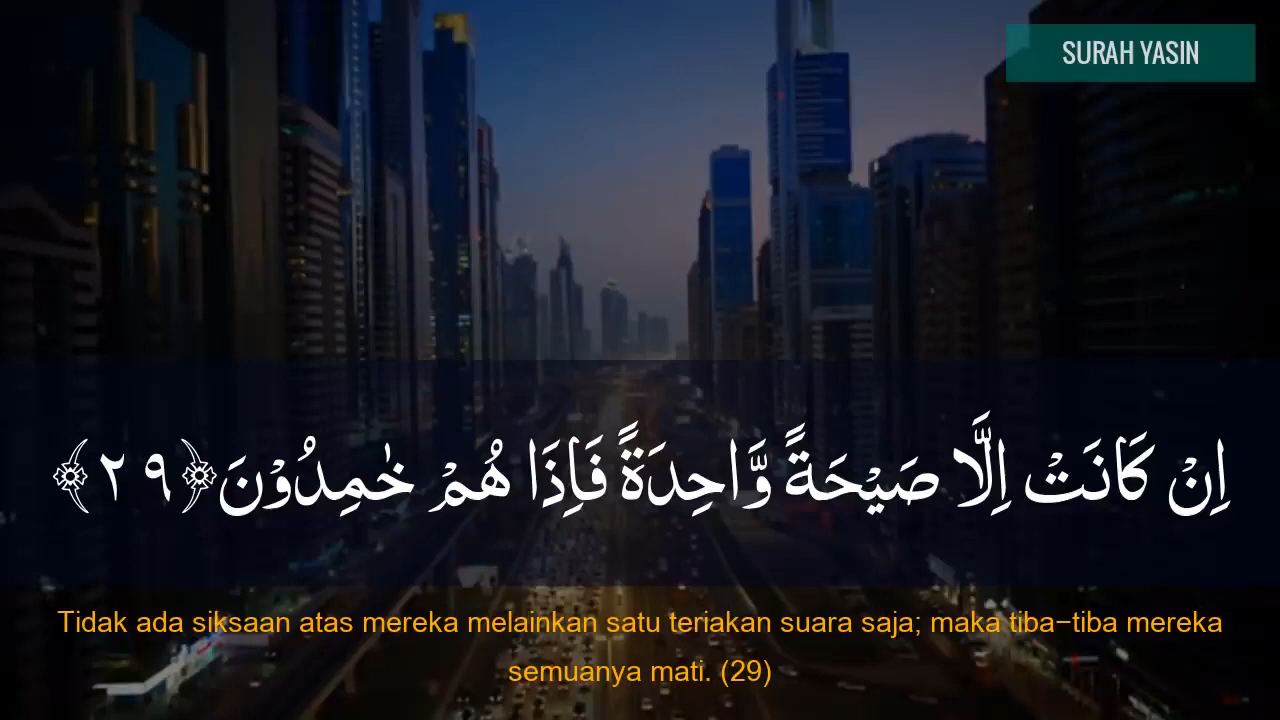 SURAH YASIN
اِنْ كَانَتْ اِلَّا صَيْحَةً وَّاحِدَةً فَاِذَا هُمْ خٰمِدُوْنَ ﴿٢٩﴾
Tidak ada siksaan atas mereka melainkan satu teriakan suara saja; maka tiba-tiba mereka
semuanya mati. (29)